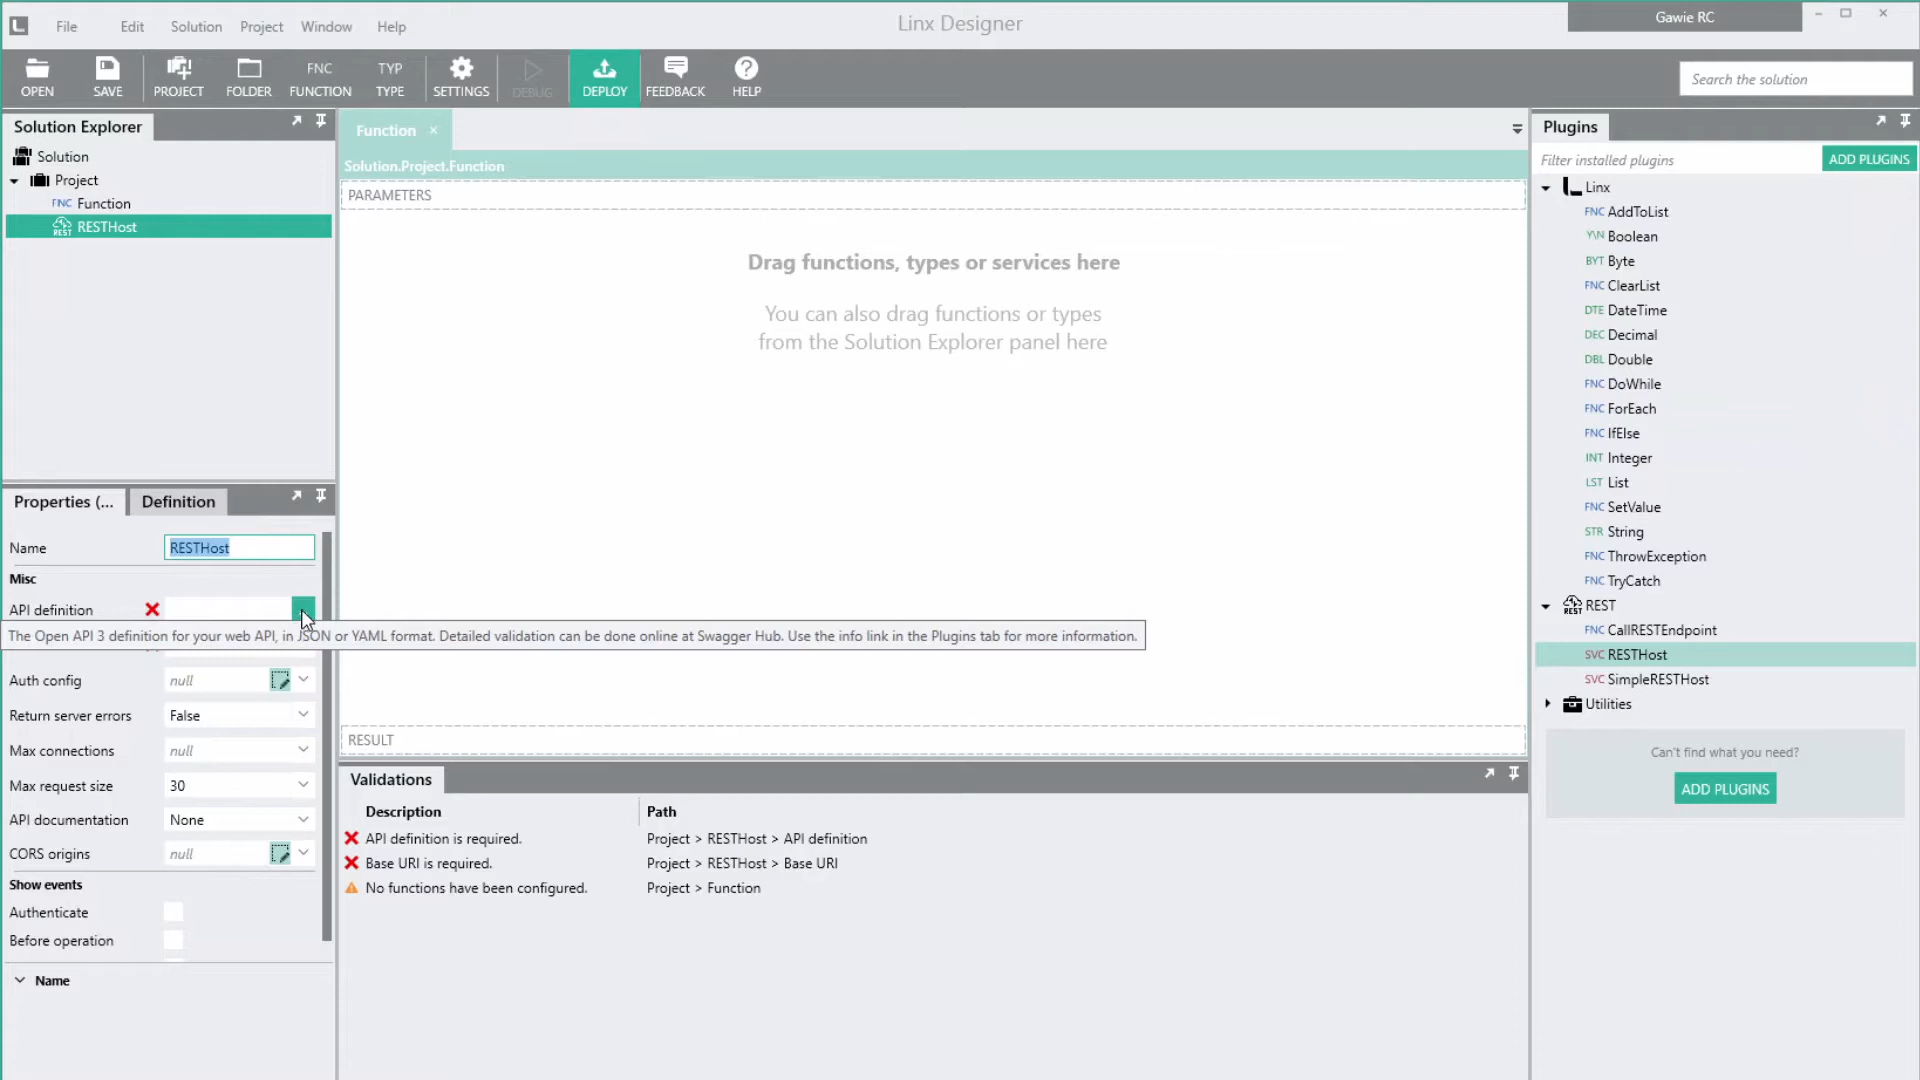 File Edit Solution Project Window Help
Linx Designer
Gawie RC
OPEN SAVE PROJECT FOLDER FNC FUNCTION TYP TYPE SETTINGS DEBUG DEPLOY FEEDBACK HELP
Search the solution
Solution Explorer
Solution
Project
FNC Function
REST RESTHost
Properties (...
Definition
Name RESTHost
Misc
API definition
The Open API 3 definition for your web API, in JSON or YAML format. Detailed validation can be done online at Swagger Hub. Use the info link in the Plugins tab for more information.
Auth config null
Return server errors False
Max connections null
Max request size 30
API documentation None
CORS origins null
Show events
Authenticate
Before operation
Name
Function
Solution.Project.Function
PARAMETERS
Drag functions, types or services here
You can also drag functions or types
from the Solution Explorer panel here
RESULT
Validations
Description Path
API definition is required. Project > RESTHost > API definition
Base URI is required. Project > RESTHost > Base URI
No functions have been configured. Project > Function
Plugins
Filter installed plugins ADD PLUGINS
Linx
FNC AddToList
Y\N Boolean
BYT Byte
FNC ClearList
DTE DateTime
DEC Decimal
DBL Double
FNC DoWhile
FNC ForEach
FNC IfElse
INT Integer
LST List
FNC SetValue
STR String
FNC ThrowException
FNC TryCatch
REST REST
FNC CallRESTEndpoint
SVC RESTHost
SVC SimpleRESTHost
Utilities
Can't find what you need?
ADD PLUGINS